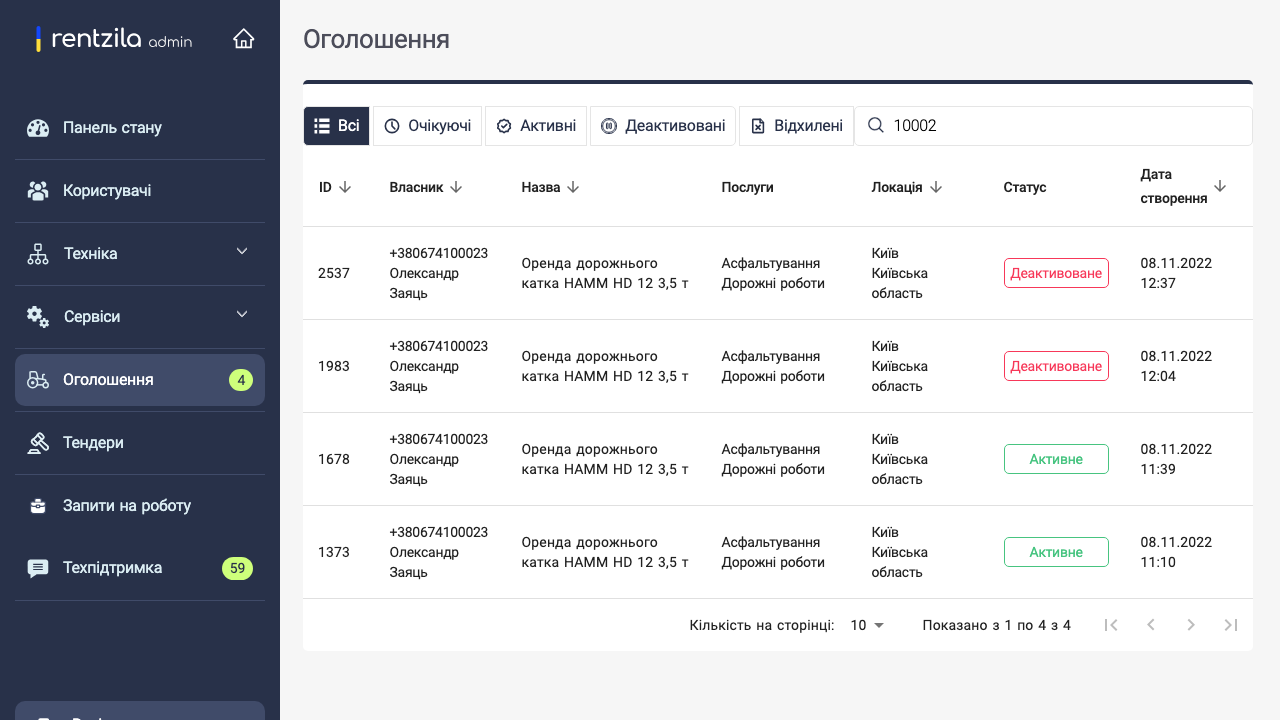 rentzila admin
Панель стану
Користувачі
Техніка
Сервіси
Оголошення 4
Тендери
Запити на роботу
Техпідтримка 59
Оголошення
Всі Очікуючі Активні Деактивовані Відхилені 10002
ID Власник Назва Послуги Локація Статус Дата створення
2537
+380674100023
Олександр
Заяць
Оренда дорожнього
катка HAMM HD 12 3,5 т
Асфальтування
Дорожні роботи
Київ
Київська
область
Деактивоване
08.11.2022
12:37
1983
+380674100023
Олександр
Заяць
Оренда дорожнього
катка HAMM HD 12 3,5 т
Асфальтування
Дорожні роботи
Київ
Київська
область
Деактивоване
08.11.2022
12:04
1678
+380674100023
Олександр
Заяць
Оренда дорожнього
катка HAMM HD 12 3,5 т
Асфальтування
Дорожні роботи
Київ
Київська
область
Активне
08.11.2022
11:39
1373
+380674100023
Олександр
Заяць
Оренда дорожнього
катка HAMM HD 12 3,5 т
Асфальтування
Дорожні роботи
Київ
Київська
область
Активне
08.11.2022
11:10
Кількість на сторінці: 10 Показано з 1 по 4 з 4